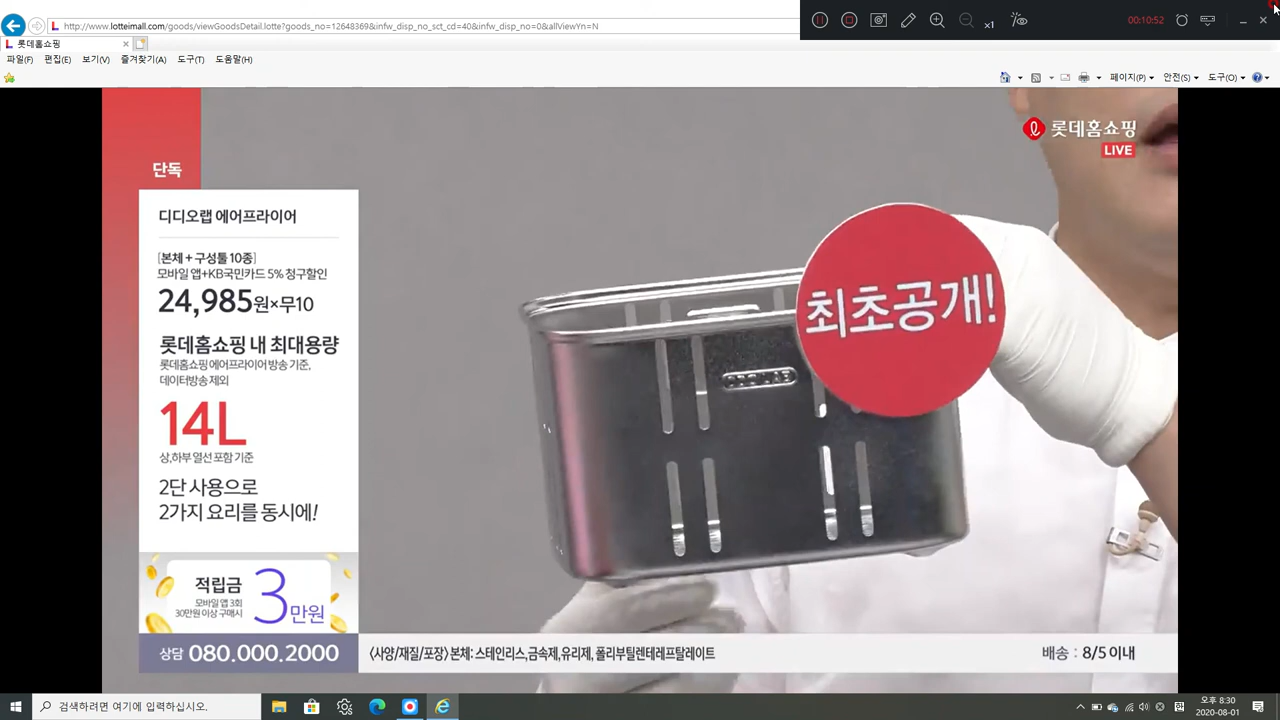 http://www.lotteimall.com/goods/viewGoodsDetail.lotte?goods_no=12648369&infw_disp_no_sct_cd=40&infw_disp_no=0&allViewYn=N
00:10:52
x1
롯데홈쇼핑
파일(F) 편집(E) 보기(V) 즐겨찾기(A) 도구(T) 도움말(H)
페이지(P) 안전(S) 도구(O)
롯데홈쇼핑
LIVE
단독
디디오랩 에어프라이어
[본체 + 구성툴 10종]
모바일 앱+KB국민카드 5% 청구할인
24,985원×무10
롯데홈쇼핑 내 최대용량
롯데홈쇼핑 에어프라이어 방송 기준,
데이터방송 제외
14L
상,하부 열선 포함 기준
2단 사용으로
2가지 요리를 동시에!
최초공개!
적립금
모바일 앱 3회
30만원 이상 구매시
3만원
상담 080.000.2000
〈사양/재질/포장〉본체: 스테인리스,금속제,유리제, 폴리부틸렌테레프탈레이트
배송 : 8/5 이내
검색하려면 여기에 입력하십시오.
오후 8:30
2020-08-01